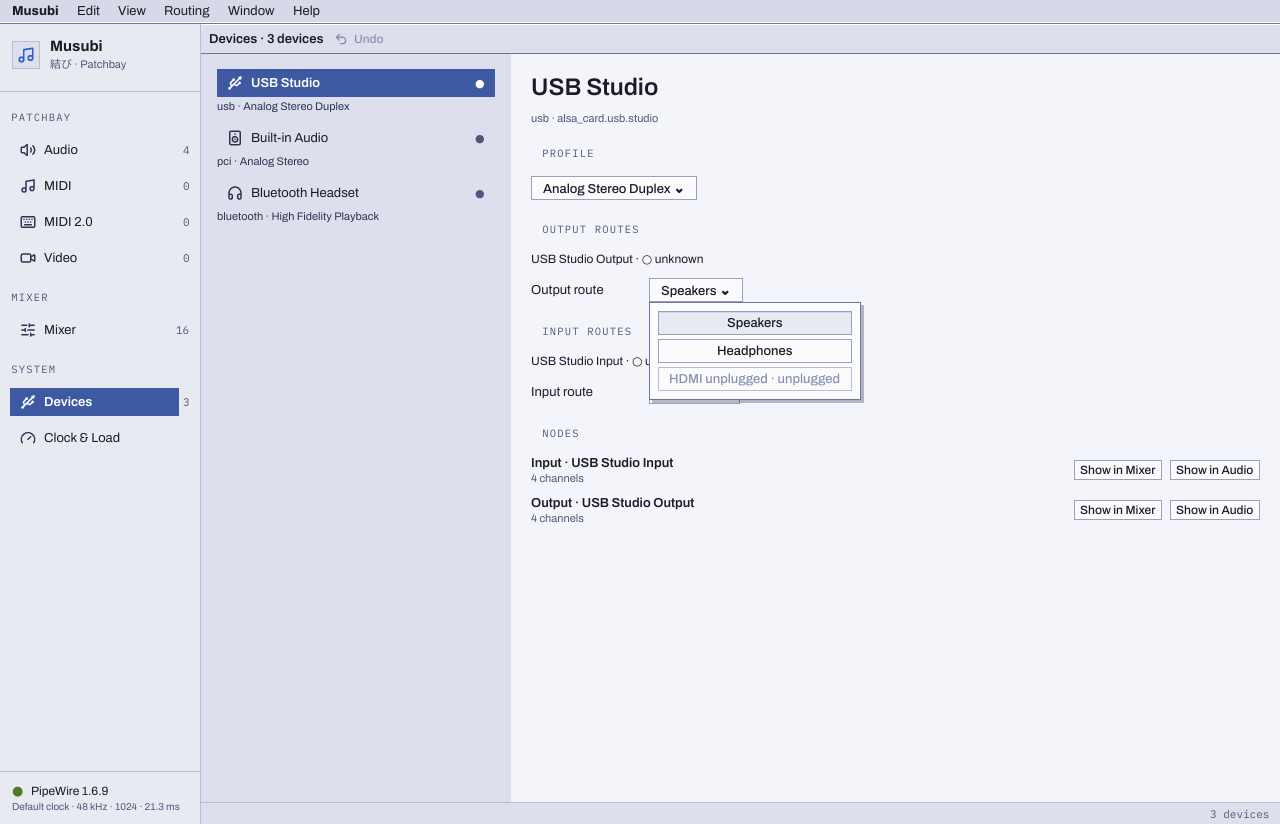 Musubi Edit View Routing Window Help
Musubi
結び · Patchbay
PATCHBAY
Audio 4
MIDI 0
MIDI 2.0 0
Video 0
MIXER
Mixer 16
SYSTEM
Devices 3
Clock & Load
PipeWire 1.6.9
Default clock · 48 kHz · 1024 · 21.3 ms
Devices · 3 devices Undo
USB Studio
usb · Analog Stereo Duplex
Built-in Audio
pci · Analog Stereo
Bluetooth Headset
bluetooth · High Fidelity Playback
USB Studio
usb · alsa_card.usb.studio
PROFILE
Analog Stereo Duplex
OUTPUT ROUTES
USB Studio Output · ○ unknown
Output route Speakers
Speakers
Headphones
HDMI unplugged · unplugged
INPUT ROUTES
USB Studio Input · ○
Input route
NODES
Input · USB Studio Input
4 channels
Show in Mixer Show in Audio
Output · USB Studio Output
4 channels
Show in Mixer Show in Audio
3 devices